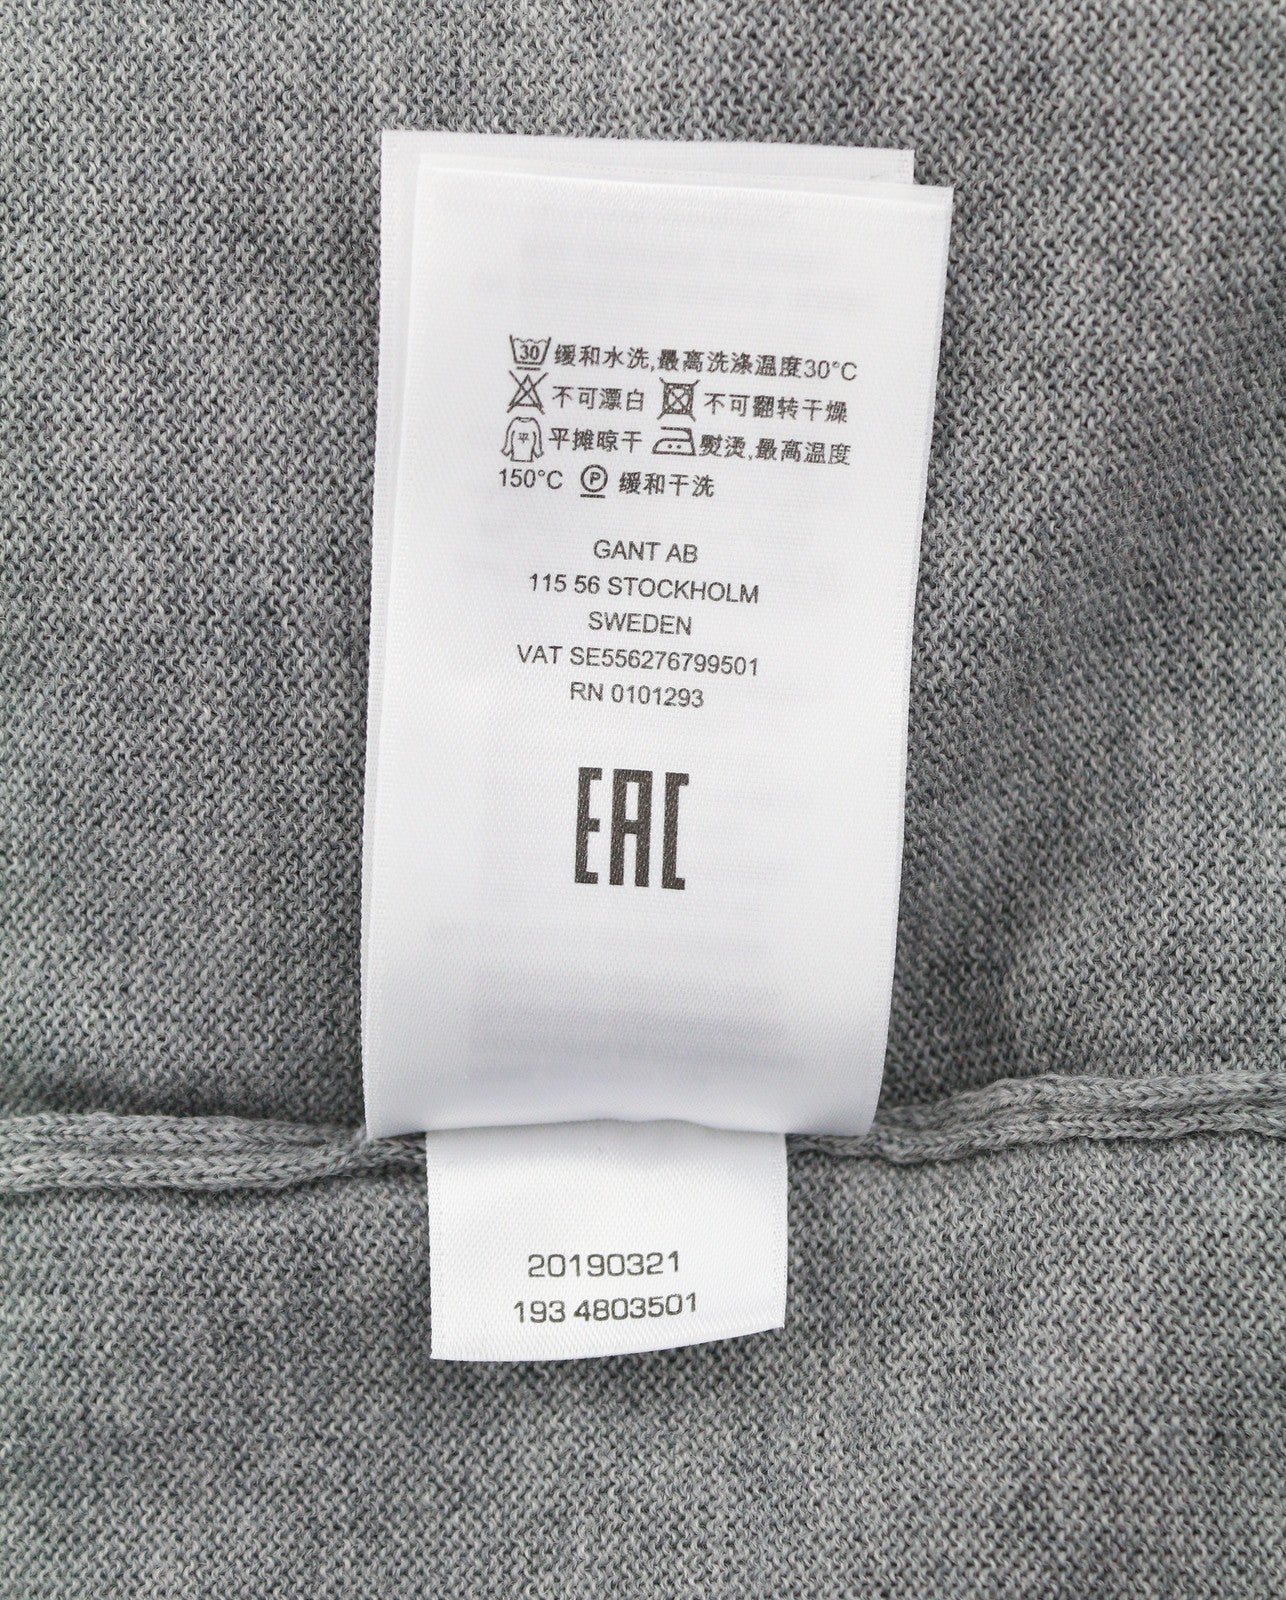 30 缓和水洗,最高洗涤温度30°C
不可漂白 不可翻转干燥
平 平摊晾干 熨烫,最高温度
150°C P 缓和干洗
GANT AB
115 56 STOCKHOLM
SWEDEN
VAT SE556276799501
RN 0101293
EAC
20190321
193 4803501